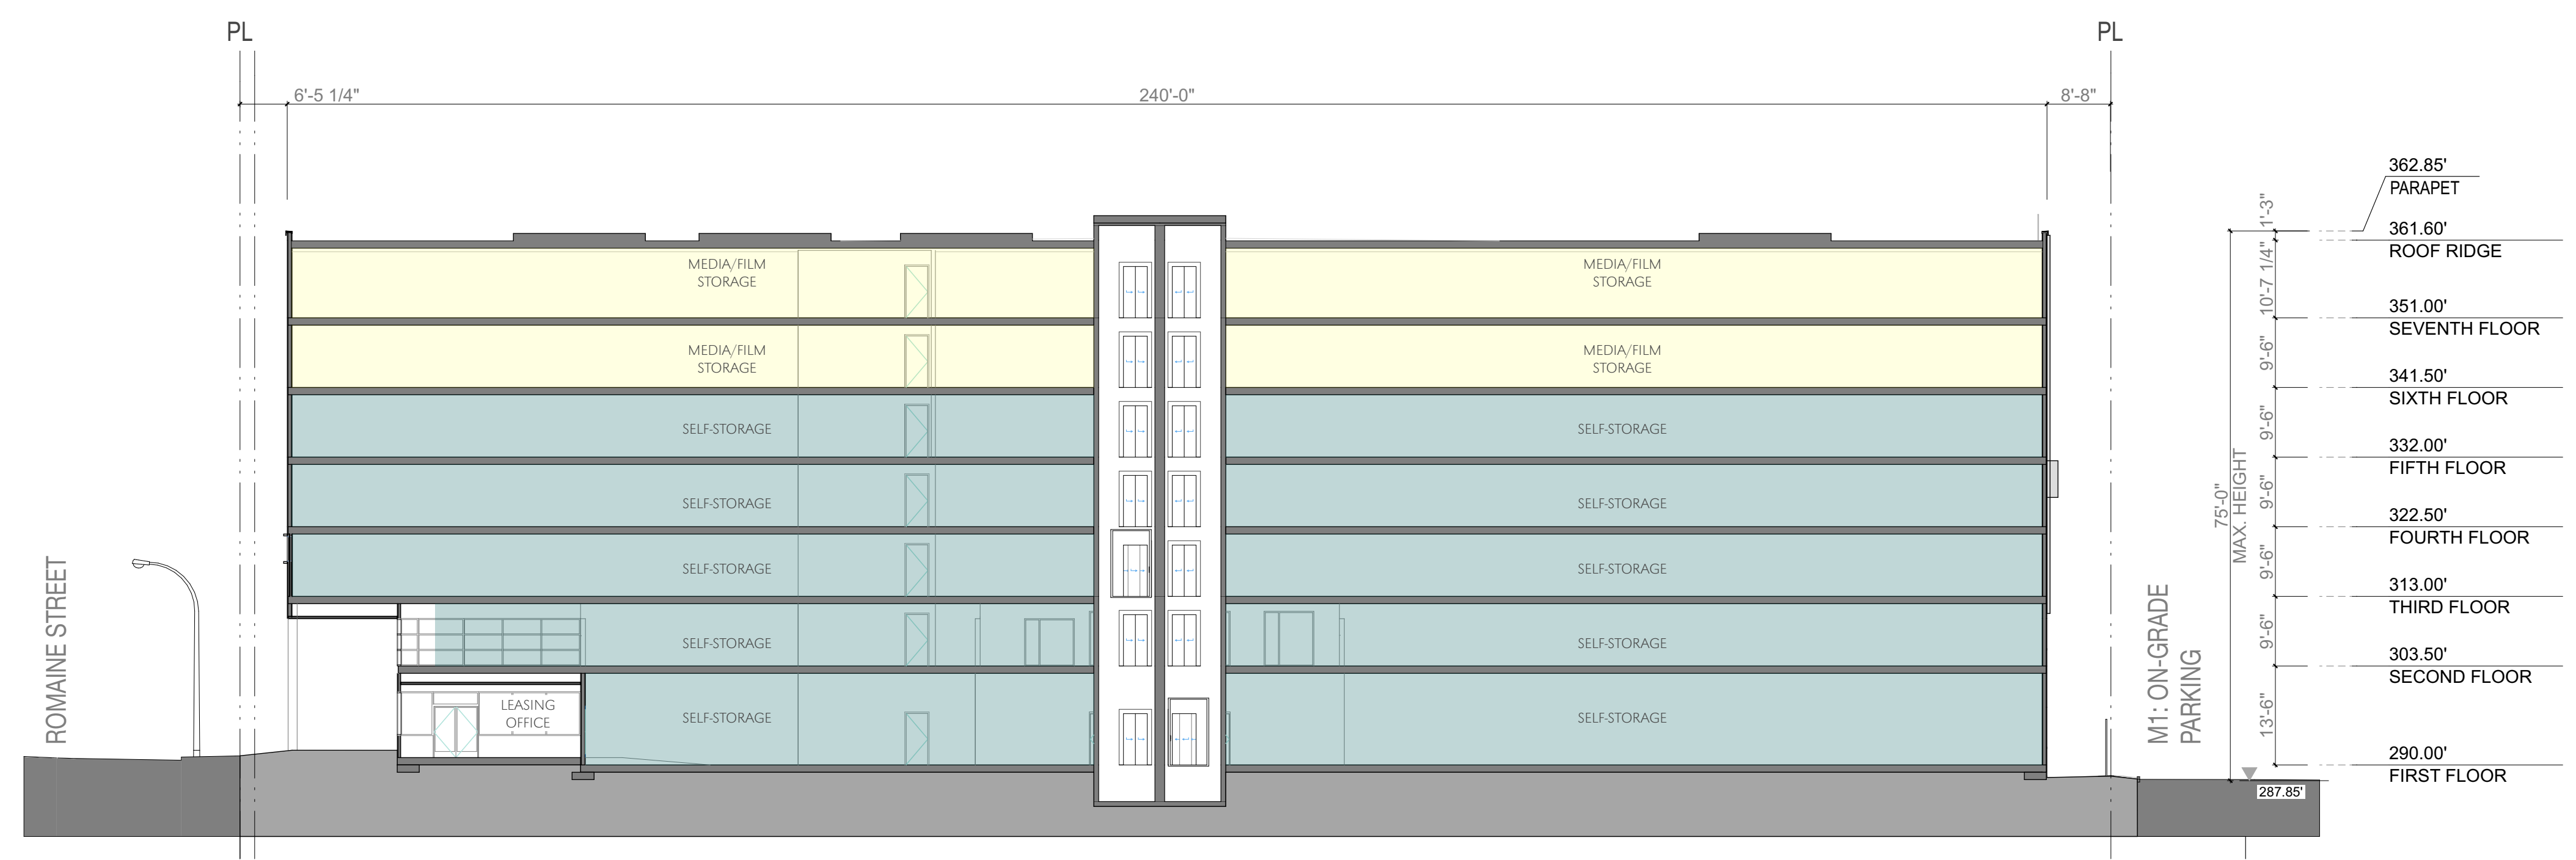 PL
PL
6'-5 1/4"
240'-0"
8'-8"
362.85'
PARAPET
1'-3"
361.60'
ROOF RIDGE
10'-7 1/4"
351.00'
SEVENTH FLOOR
9'-6"
341.50'
SIXTH FLOOR
9'-6"
332.00'
FIFTH FLOOR
9'-6"
322.50'
FOURTH FLOOR
9'-6"
313.00'
THIRD FLOOR
9'-6"
303.50'
SECOND FLOOR
13'-6"
290.00'
FIRST FLOOR
287.85'
75'-0"
MAX. HEIGHT
MEDIA/FILM
STORAGE
MEDIA/FILM
STORAGE
MEDIA/FILM
STORAGE
MEDIA/FILM
STORAGE
SELF-STORAGE
SELF-STORAGE
SELF-STORAGE
SELF-STORAGE
SELF-STORAGE
SELF-STORAGE
SELF-STORAGE
SELF-STORAGE
LEASING
OFFICE
SELF-STORAGE
SELF-STORAGE
ROMAINE STREET
M1: ON-GRADE
PARKING